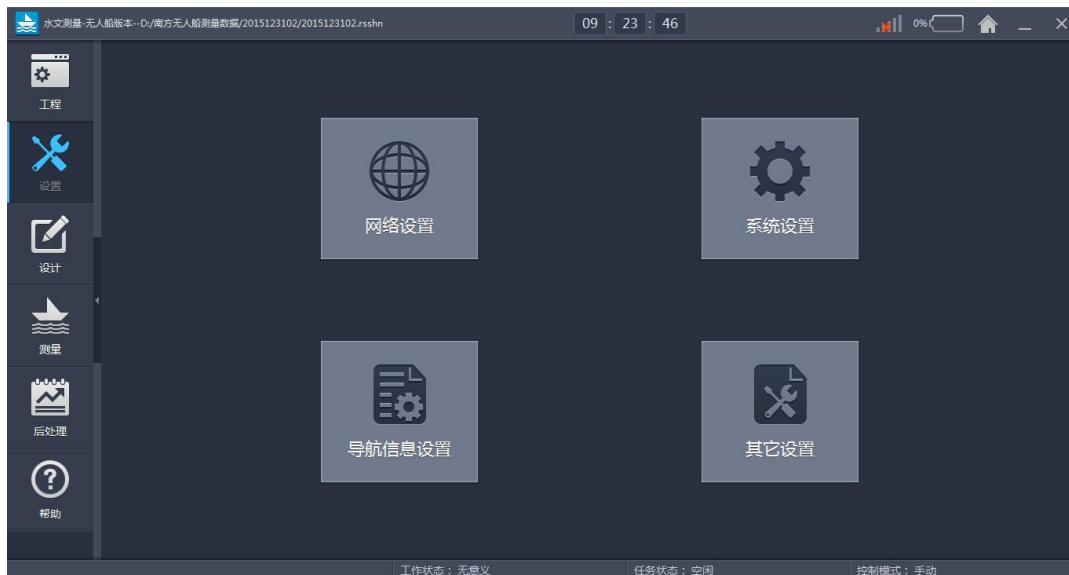 水文测量-无人船版本--D:/南方无人船测量数据/2015123102/2015123102.rsshn
09 : 23 : 46
0%
工程
设置
设计
测量
后处理
帮助
网络设置
系统设置
导航信息设置
其它设置
工作状态：无意义
任务状态：空闲
控制模式：手动